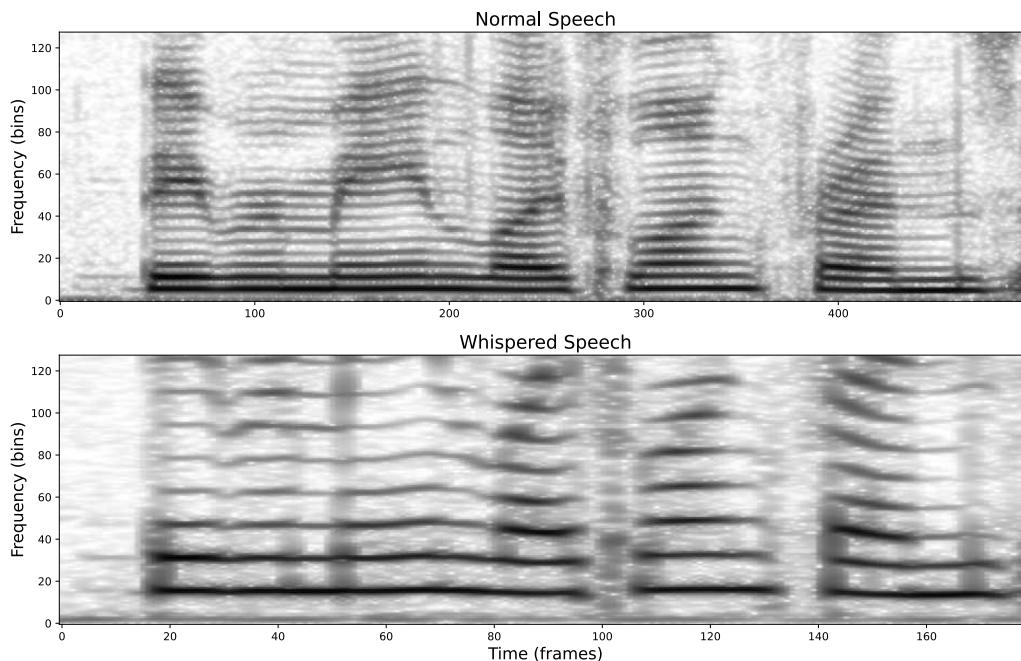 Normal Speech
Frequency (bins)
120
100
80
60
40
20
0
0 100 200 300 400
Whispered Speech
Frequency (bins)
120
100
80
60
40
20
0
0 20 40 60 80 100 120 140 160
Time (frames)